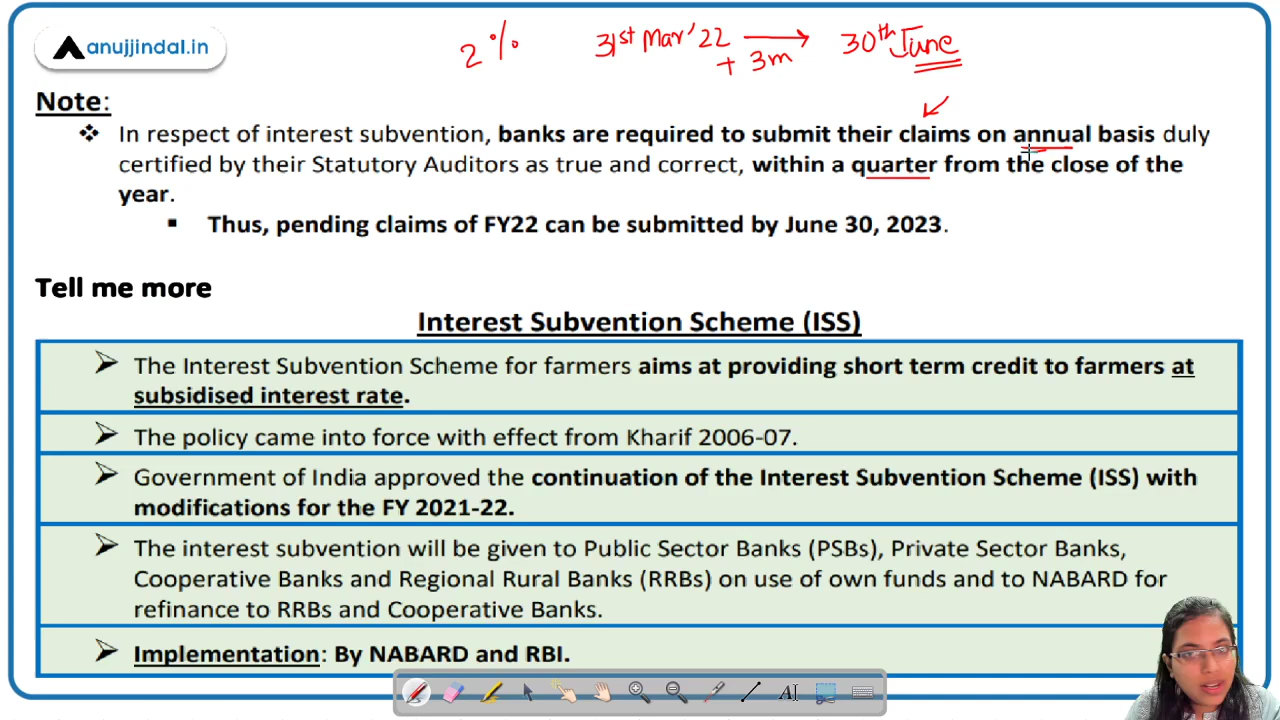 anujjindal.in
2% 31st Mar'22 → 30th June
+ 3m
Note:
❖ In respect of interest subvention, banks are required to submit their claims on annual basis duly
certified by their Statutory Auditors as true and correct, within a quarter from the close of the
year.
▪ Thus, pending claims of FY22 can be submitted by June 30, 2023.
Tell me more
Interest Subvention Scheme (ISS)
➢ The Interest Subvention Scheme for farmers aims at providing short term credit to farmers at
subsidised interest rate.
➢ The policy came into force with effect from Kharif 2006-07.
➢ Government of India approved the continuation of the Interest Subvention Scheme (ISS) with
modifications for the FY 2021-22.
➢ The interest subvention will be given to Public Sector Banks (PSBs), Private Sector Banks,
Cooperative Banks and Regional Rural Banks (RRBs) on use of own funds and to NABARD for
refinance to RRBs and Cooperative Banks.
➢ Implementation: By NABARD and RBI.